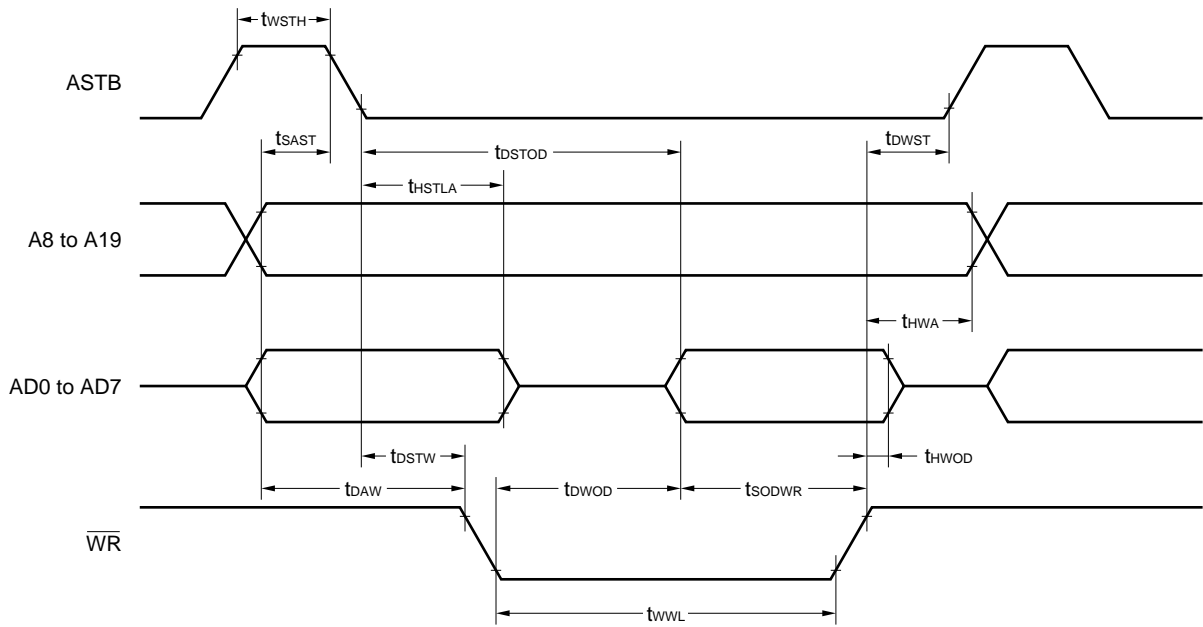 tWSTH
ASTB
tSAST
tDSTOD
tDWST
tHSTLA
A8 to A19
tHWA
AD0 to AD7
tDSTW
tHWOD
tDAW
tDWOD
tSODWR
WR
tWWL